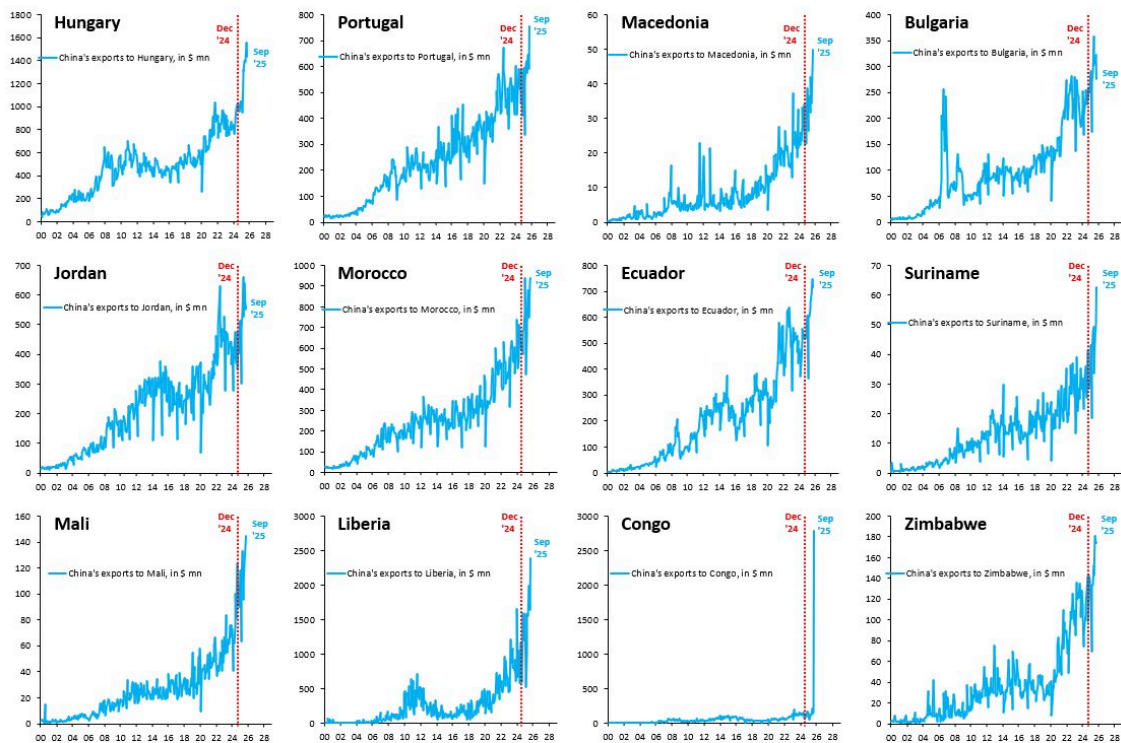 Hungary
Dec
'24
Sep
'25
China's exports to Hungary, in $ mn
1800
1600
1400
1200
1000
800
600
400
200
0
00 02 04 06 08 10 12 14 16 18 20 22 24 26 28
Portugal
Dec
'24
Sep
'25
China's exports to Portugal, in $ mn
800
700
600
500
400
300
200
100
0
00 02 04 06 08 10 12 14 16 18 20 22 24 26 28
Macedonia
Dec
'24
Sep
'25
China's exports to Macedonia, in $ mn
60
50
40
30
20
10
0
00 02 04 06 08 10 12 14 16 18 20 22 24 26 28
Bulgaria
Dec
'24
Sep
'25
China's exports to Bulgaria, in $ mn
400
350
300
250
200
150
100
50
0
00 02 04 06 08 10 12 14 16 18 20 22 24 26 28
Jordan
Dec
'24
Sep
'25
China's exports to Jordan, in $ mn
700
600
500
400
300
200
100
0
00 02 04 06 08 10 12 14 16 18 20 22 24 26 28
Morocco
Dec
'24
Sep
'25
China's exports to Morocco, in $ mn
1000
900
800
700
600
500
400
300
200
100
0
00 02 04 06 08 10 12 14 16 18 20 22 24 26 28
Ecuador
Dec
'24
Sep
'25
China's exports to Ecuador, in $ mn
800
700
600
500
400
300
200
100
0
00 02 04 06 08 10 12 14 16 18 20 22 24 26 28
Suriname
Dec
'24
Sep
'25
China's exports to Suriname, in $ mn
70
60
50
40
30
20
10
0
00 02 04 06 08 10 12 14 16 18 20 22 24 26 28
Mali
Dec
'24
Sep
'25
China's exports to Mali, in $ mn
160
140
120
100
80
60
40
20
0
00 02 04 06 08 10 12 14 16 18 20 22 24 26 28
Liberia
Dec
'24
Sep
'25
China's exports to Liberia, in $ mn
3000
2500
2000
1500
1000
500
0
00 02 04 06 08 10 12 14 16 18 20 22 24 26 28
Congo
Dec
'24
Sep
'25
China's exports to Congo, in $ mn
3000
2500
2000
1500
1000
500
0
00 02 04 06 08 10 12 14 16 18 20 22 24 26 28
Zimbabwe
Dec
'24
Sep
'25
China's exports to Zimbabwe, in $ mn
200
180
160
140
120
100
80
60
40
20
0
00 02 04 06 08 10 12 14 16 18 20 22 24 26 28